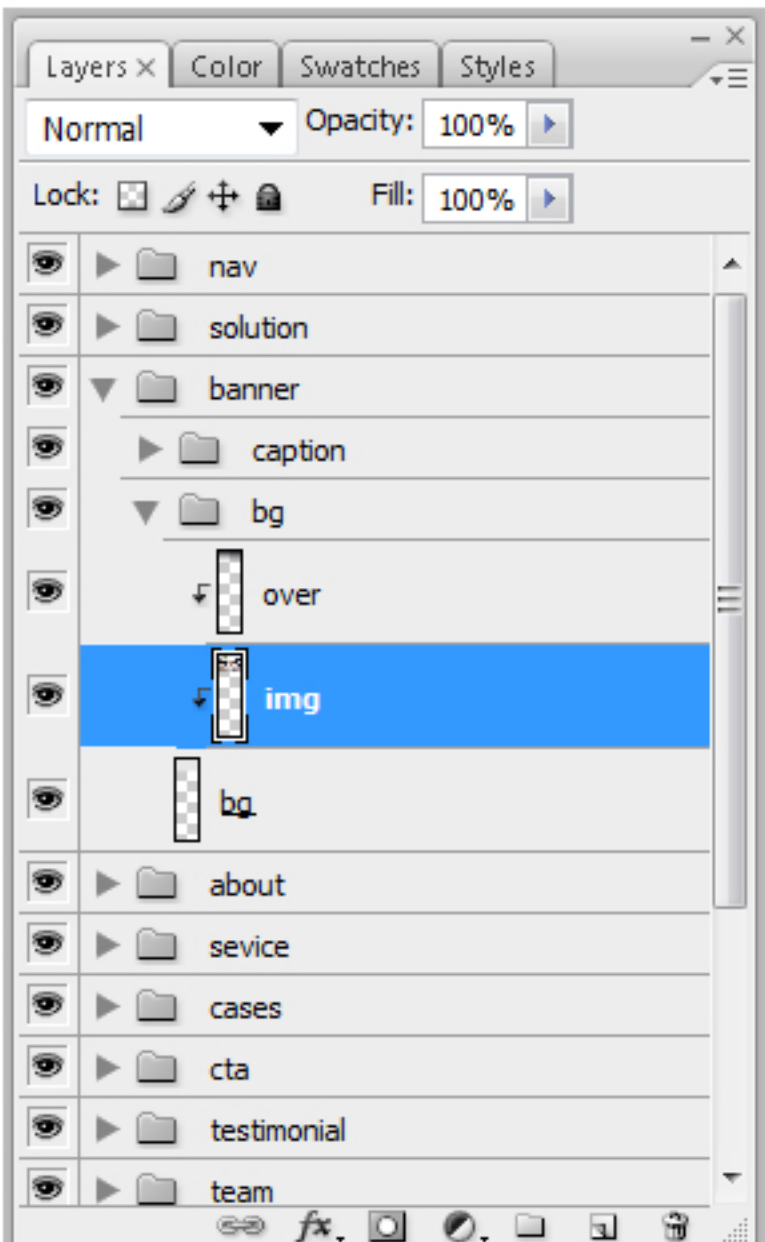 Layers × Color Swatches Styles
Normal Opacity: 100%
Lock: Fill: 100%
nav
solution
banner
caption
bg
over
img
bg
about
sevice
cases
cta
testimonial
team
fx